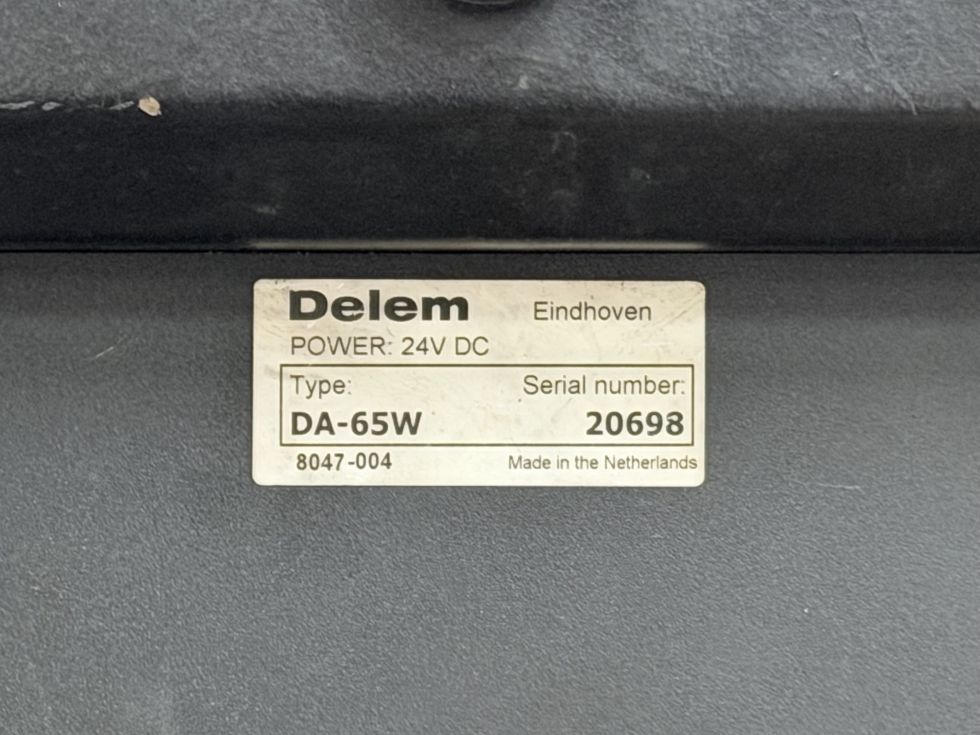 Delem Eindhoven
POWER: 24V DC
Type: Serial number:
DA-65W 20698
8047-004 Made in the Netherlands